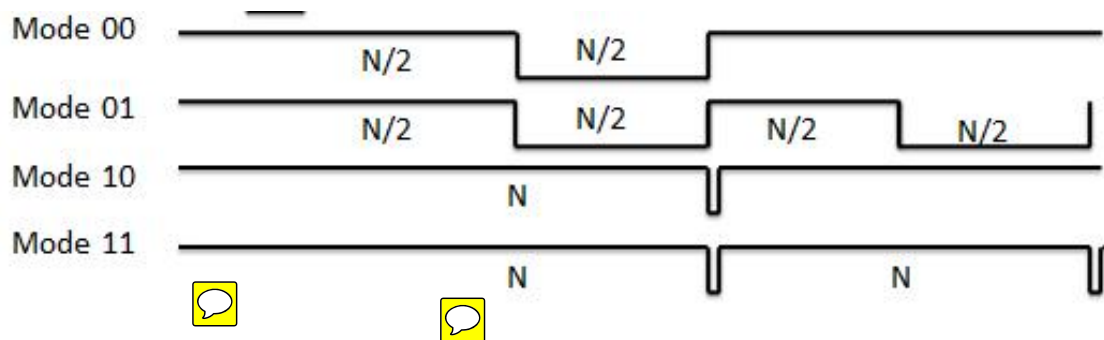 Mode 00
N/2 N/2
Mode 01
N/2 N/2 N/2 N/2
Mode 10
N
Mode 11
N N